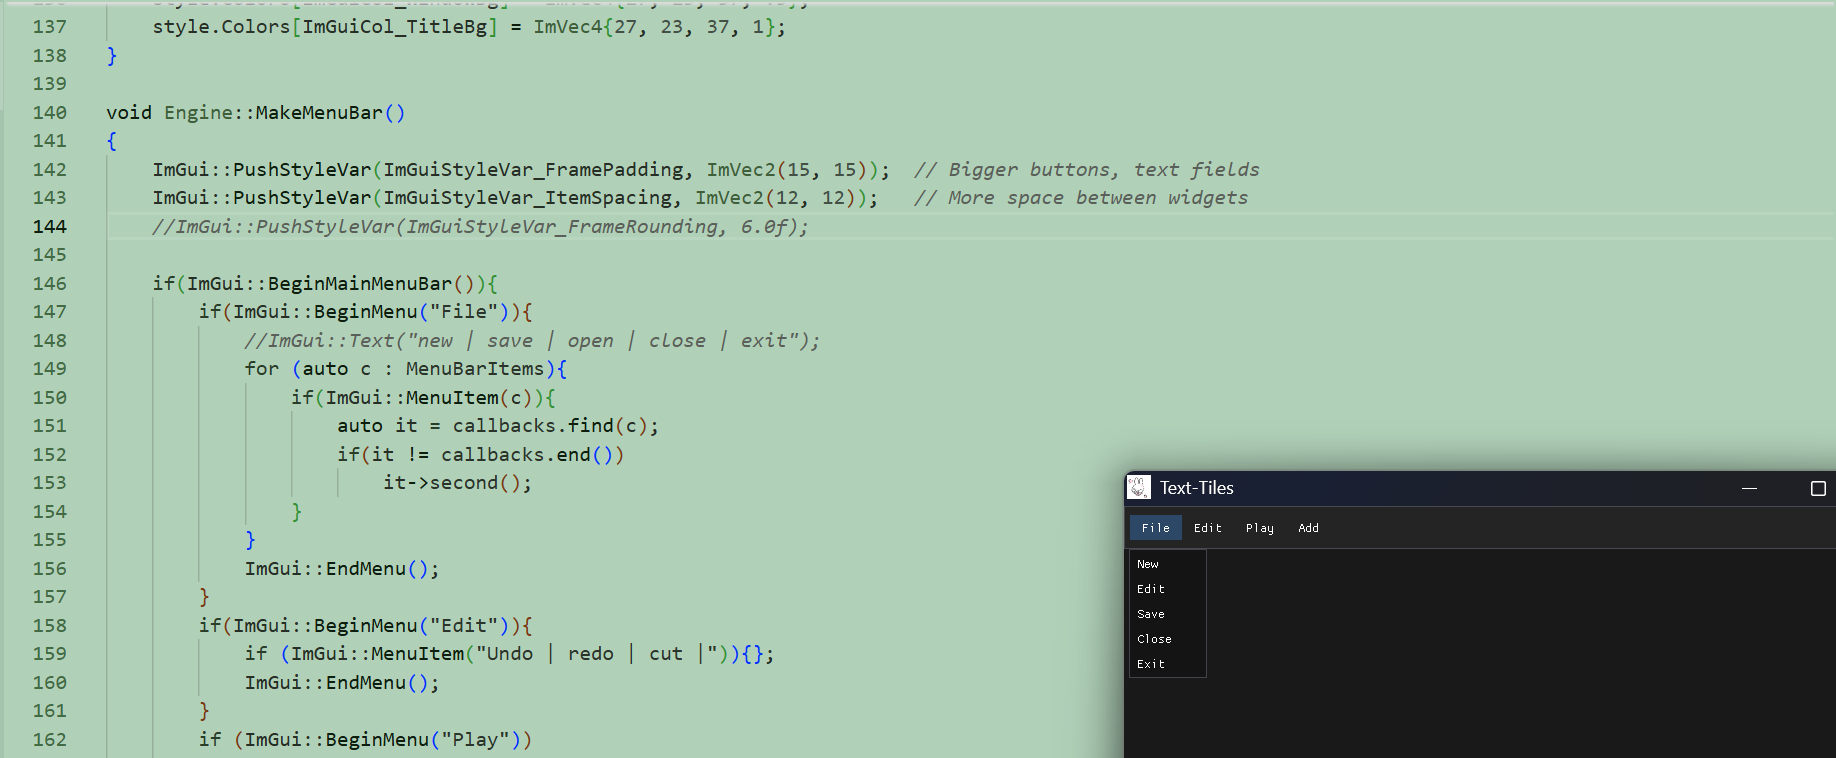 137 style.Colors[ImGuiCol_TitleBg] = ImVec4{27, 23, 37, 1};
138 }
139
140 void Engine::MakeMenuBar()
141 {
142 ImGui::PushStyleVar(ImGuiStyleVar_FramePadding, ImVec2(15, 15)); // Bigger buttons, text fields
143 ImGui::PushStyleVar(ImGuiStyleVar_ItemSpacing, ImVec2(12, 12)); // More space between widgets
144 //ImGui::PushStyleVar(ImGuiStyleVar_FrameRounding, 6.0f);
145
146 if(ImGui::BeginMainMenuBar()){
147 if(ImGui::BeginMenu("File")){
148 //ImGui::Text("new | save | open | close | exit");
149 for (auto c : MenuBarItems){
150 if(ImGui::MenuItem(c)){
151 auto it = callbacks.find(c);
152 if(it != callbacks.end())
153 it->second();
154 }
155 }
156 ImGui::EndMenu();
157 }
158 if(ImGui::BeginMenu("Edit")){
159 if (ImGui::MenuItem("Undo | redo | cut |")){};
160 ImGui::EndMenu();
161 }
162 if (ImGui::BeginMenu("Play"))
Text-Tiles
File Edit Play Add
New
Edit
Save
Close
Exit